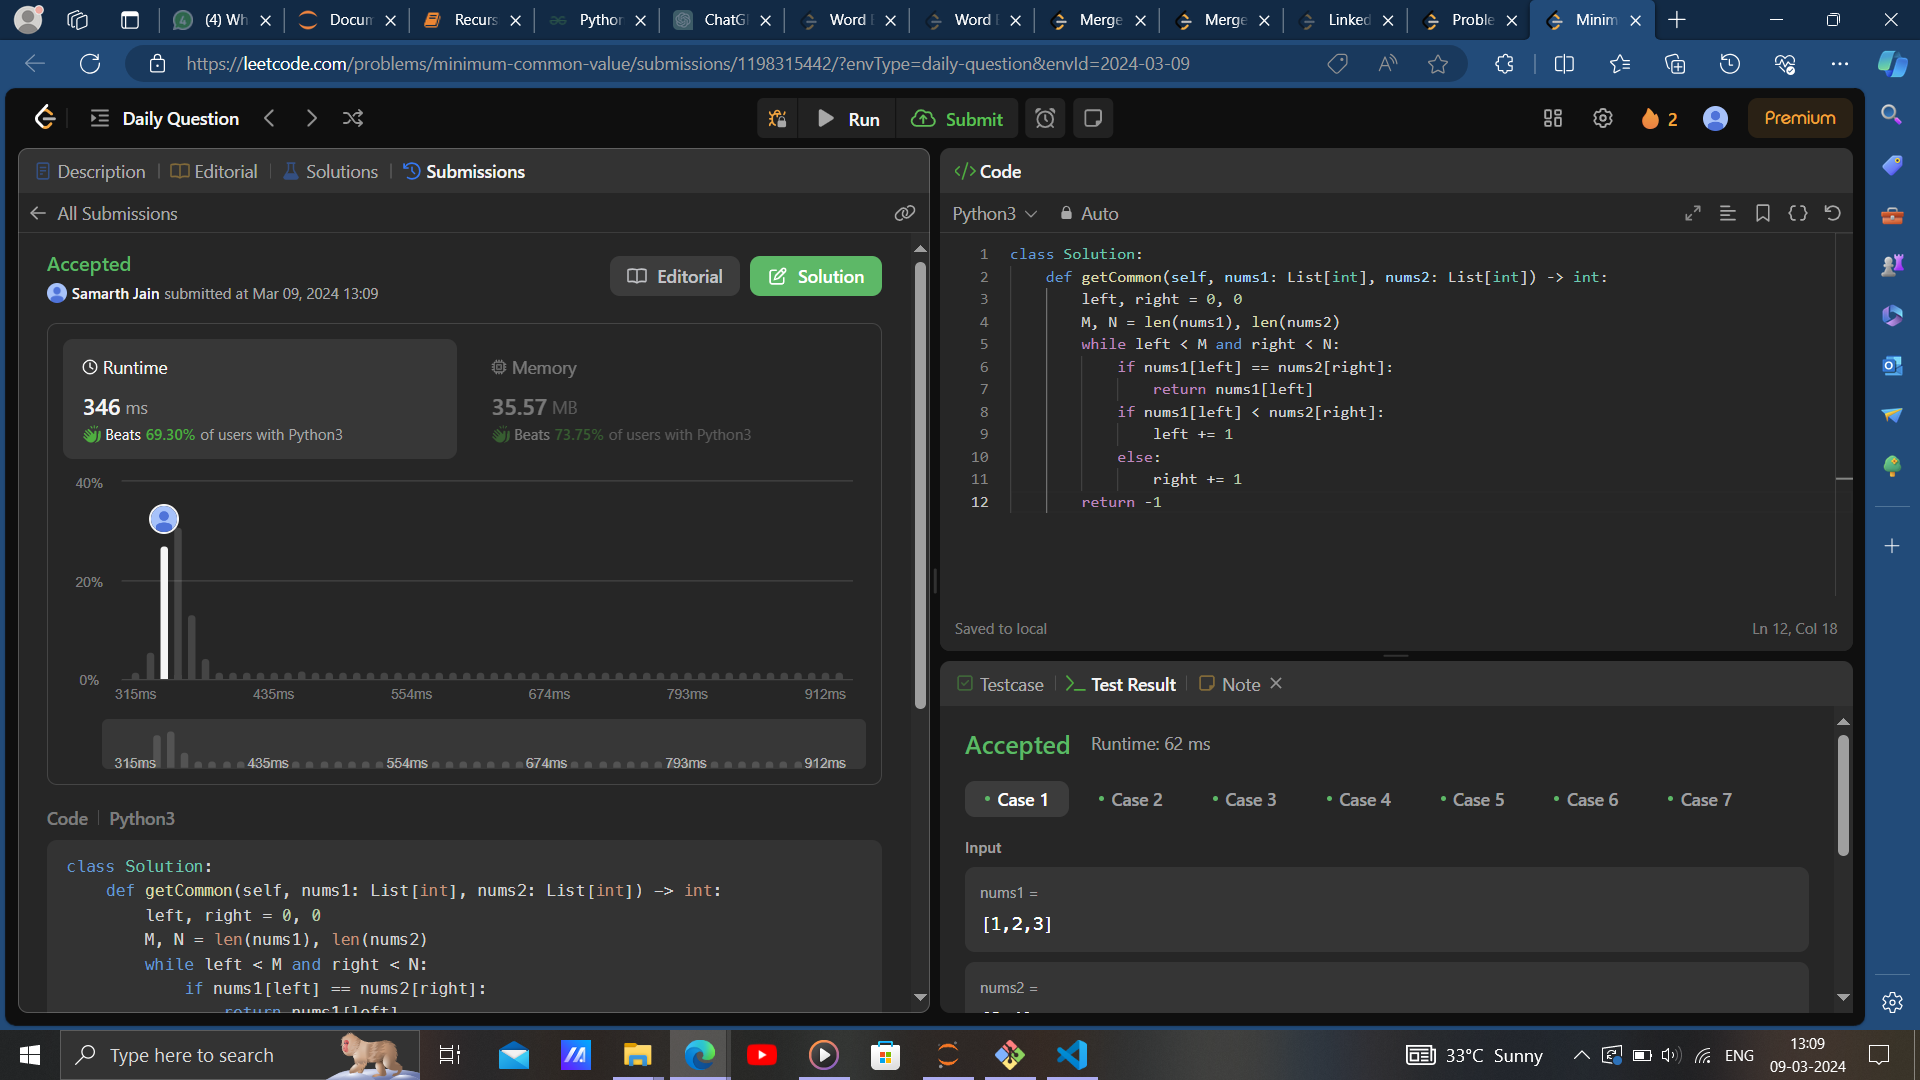 (4) Wh
Docum
Recurs
Python
ChatG
Word
Word
Merge
Merge
Linked
Proble
Minim
https://leetcode.com/problems/minimum-common-value/submissions/1198315442/?envType=daily-question&envId=2024-03-09
Daily Question
Run
Submit
2
Premium
Description
Editorial
Solutions
Submissions
All Submissions
Accepted
Samarth Jain submitted at Mar 09, 2024 13:09
Editorial
Solution
Runtime
346 ms
Beats 69.30% of users with Python3
Memory
35.57 MB
Beats 73.75% of users with Python3
40%
20%
0%
315ms 435ms 554ms 674ms 793ms 912ms
315ms 435ms 554ms 674ms 793ms 912ms
Code | Python3
class Solution:
    def getCommon(self, nums1: List[int], nums2: List[int]) -> int:
        left, right = 0, 0
        M, N = len(nums1), len(nums2)
        while left < M and right < N:
            if nums1[left] == nums2[right]:
                return nums1[left]
</> Code
Python3
Auto
1 class Solution:
2     def getCommon(self, nums1: List[int], nums2: List[int]) -> int:
3         left, right = 0, 0
4         M, N = len(nums1), len(nums2)
5         while left < M and right < N:
6             if nums1[left] == nums2[right]:
7                 return nums1[left]
8             if nums1[left] < nums2[right]:
9                 left += 1
10             else:
11                 right += 1
12         return -1
Saved to local
Ln 12, Col 18
Testcase
Test Result
Note
Accepted Runtime: 62 ms
Case 1 Case 2 Case 3 Case 4 Case 5 Case 6 Case 7
Input
nums1 =
[1,2,3]
nums2 =
Type here to search
33°C Sunny
ENG
13:09
09-03-2024